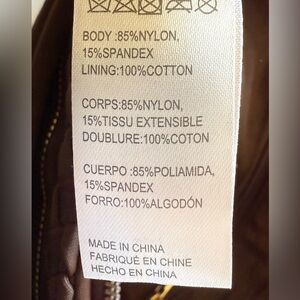 BODY :85%NYLON,
15%SPANDEX
LINING:100%COTTON
CORPS:85%NYLON,
15%TISSU EXTENSIBLE
DOUBLURE:100%COTON
CUERPO :85%POLIAMIDA,
15%SPANDEX
FORRO:100%ALGODÓN
MADE IN CHINA
FABRIQUÉ EN CHINE
HECHO EN CHINA